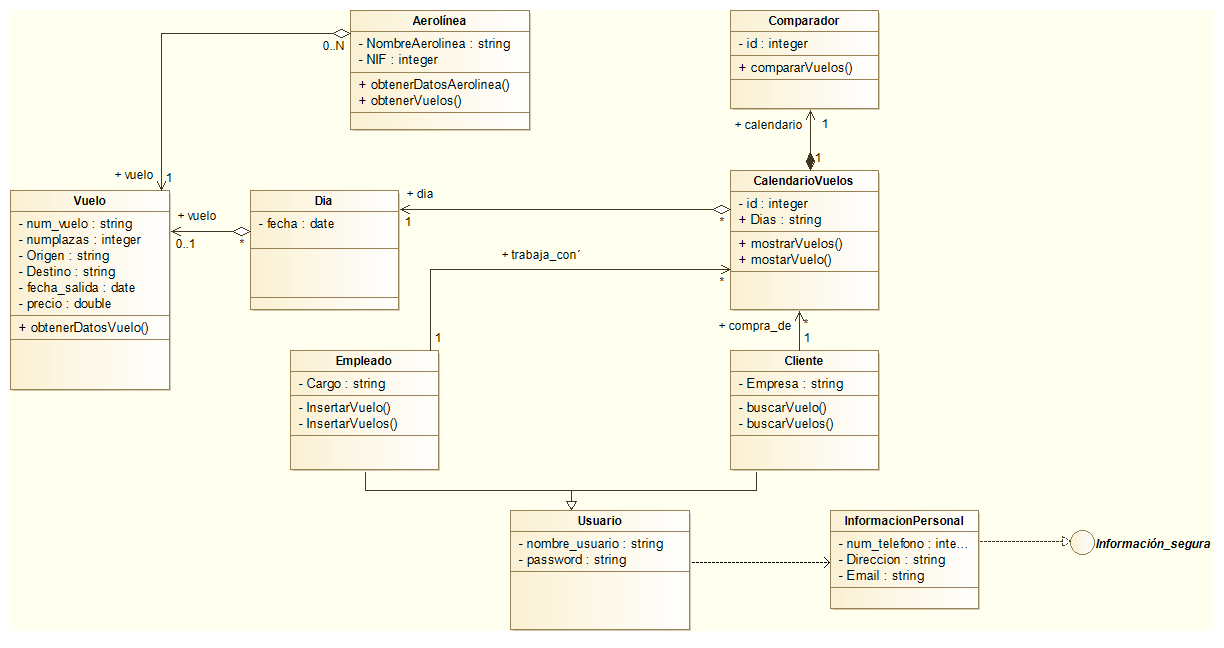 Aerolínea
- NombreAerolinea : string
- NIF : integer
+ obtenerDatosAerolinea()
+ obtenerVuelos()
0..N
Comparador
- id : integer
+ compararVuelos()
+ calendario
1
1
+ vuelo
1
Vuelo
- num_vuelo : string
- numplazas : integer
- Origen : string
- Destino : string
- fecha_salida : date
- precio : double
+ obtenerDatosVuelo()
+ vuelo
0..1
*
Dia
- fecha : date
+ dia
1
*
CalendarioVuelos
- id : integer
+ Dias : string
+ mostrarVuelos()
+ mostarVuelo()
+ trabaja_con´
*
1
+ compra_de
*
1
Empleado
- Cargo : string
- InsertarVuelo()
- InsertarVuelos()
Cliente
- Empresa : string
- buscarVuelo()
- buscarVuelos()
Usuario
- nombre_usuario : string
- password : string
InformacionPersonal
- num_telefono : inte...
- Direccion : string
- Email : string
Información_segura